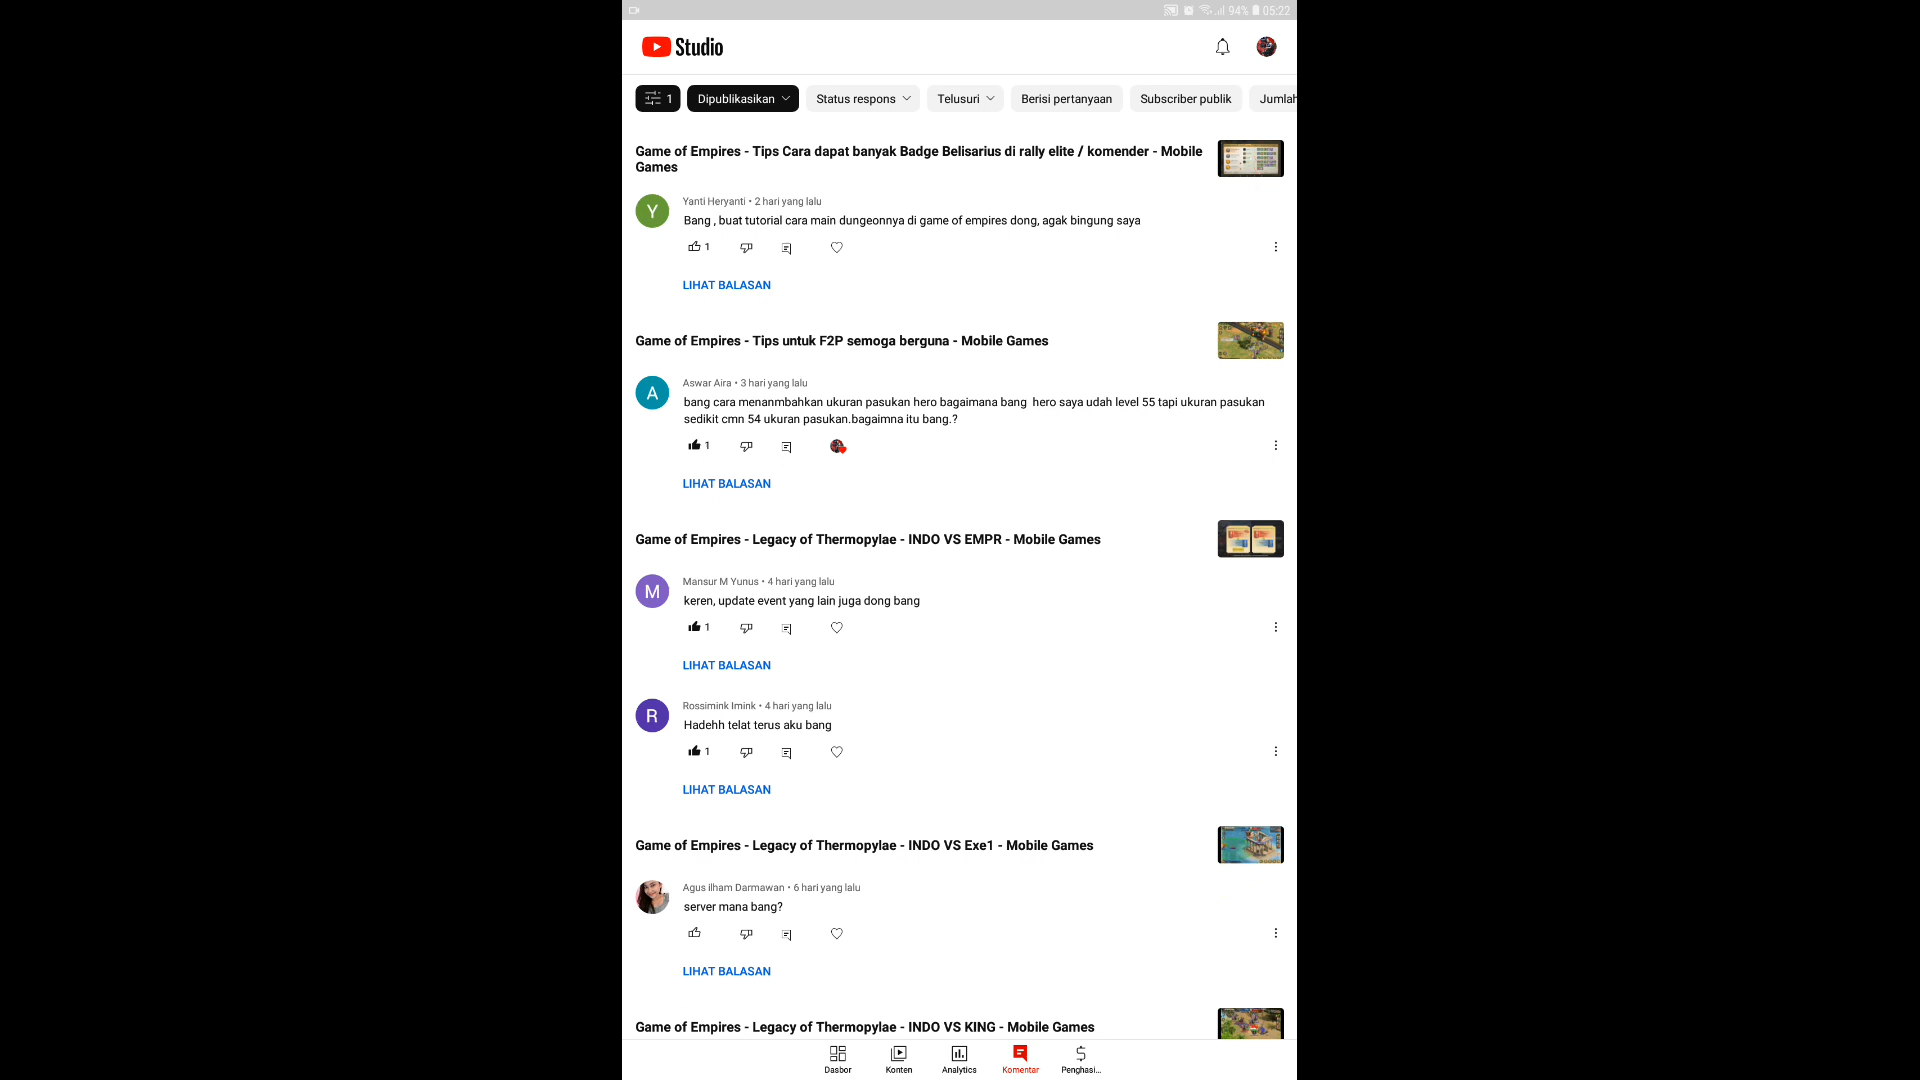 94% 05:22
Studio
1 Dipublikasikan Status respons Telusuri Berisi pertanyaan Subscriber publik Jumlah
Game of Empires - Tips Cara dapat banyak Badge Belisarius di rally elite / komender - Mobile
Games
Y
Yanti Heryanti • 2 hari yang lalu
Bang , buat tutorial cara main dungeonnya di game of empires dong, agak bingung saya
1
LIHAT BALASAN
Game of Empires - Tips untuk F2P semoga berguna - Mobile Games
A
Aswar Aira • 3 hari yang lalu
bang cara menanmbahkan ukuran pasukan hero bagaimana bang  hero saya udah level 55 tapi ukuran pasukan
sedikit cmn 54 ukuran pasukan.bagaimna itu bang.?
1
LIHAT BALASAN
Game of Empires - Legacy of Thermopylae - INDO VS EMPR - Mobile Games
M
Mansur M Yunus • 4 hari yang lalu
keren, update event yang lain juga dong bang
1
LIHAT BALASAN
R
Rossimink Imink • 4 hari yang lalu
Hadehh telat terus aku bang
1
LIHAT BALASAN
Game of Empires - Legacy of Thermopylae - INDO VS Exe1 - Mobile Games
Agus ilham Darmawan • 6 hari yang lalu
server mana bang?
LIHAT BALASAN
Game of Empires - Legacy of Thermopylae - INDO VS KING - Mobile Games
Dasbor Konten Analytics Komentar Penghasi...